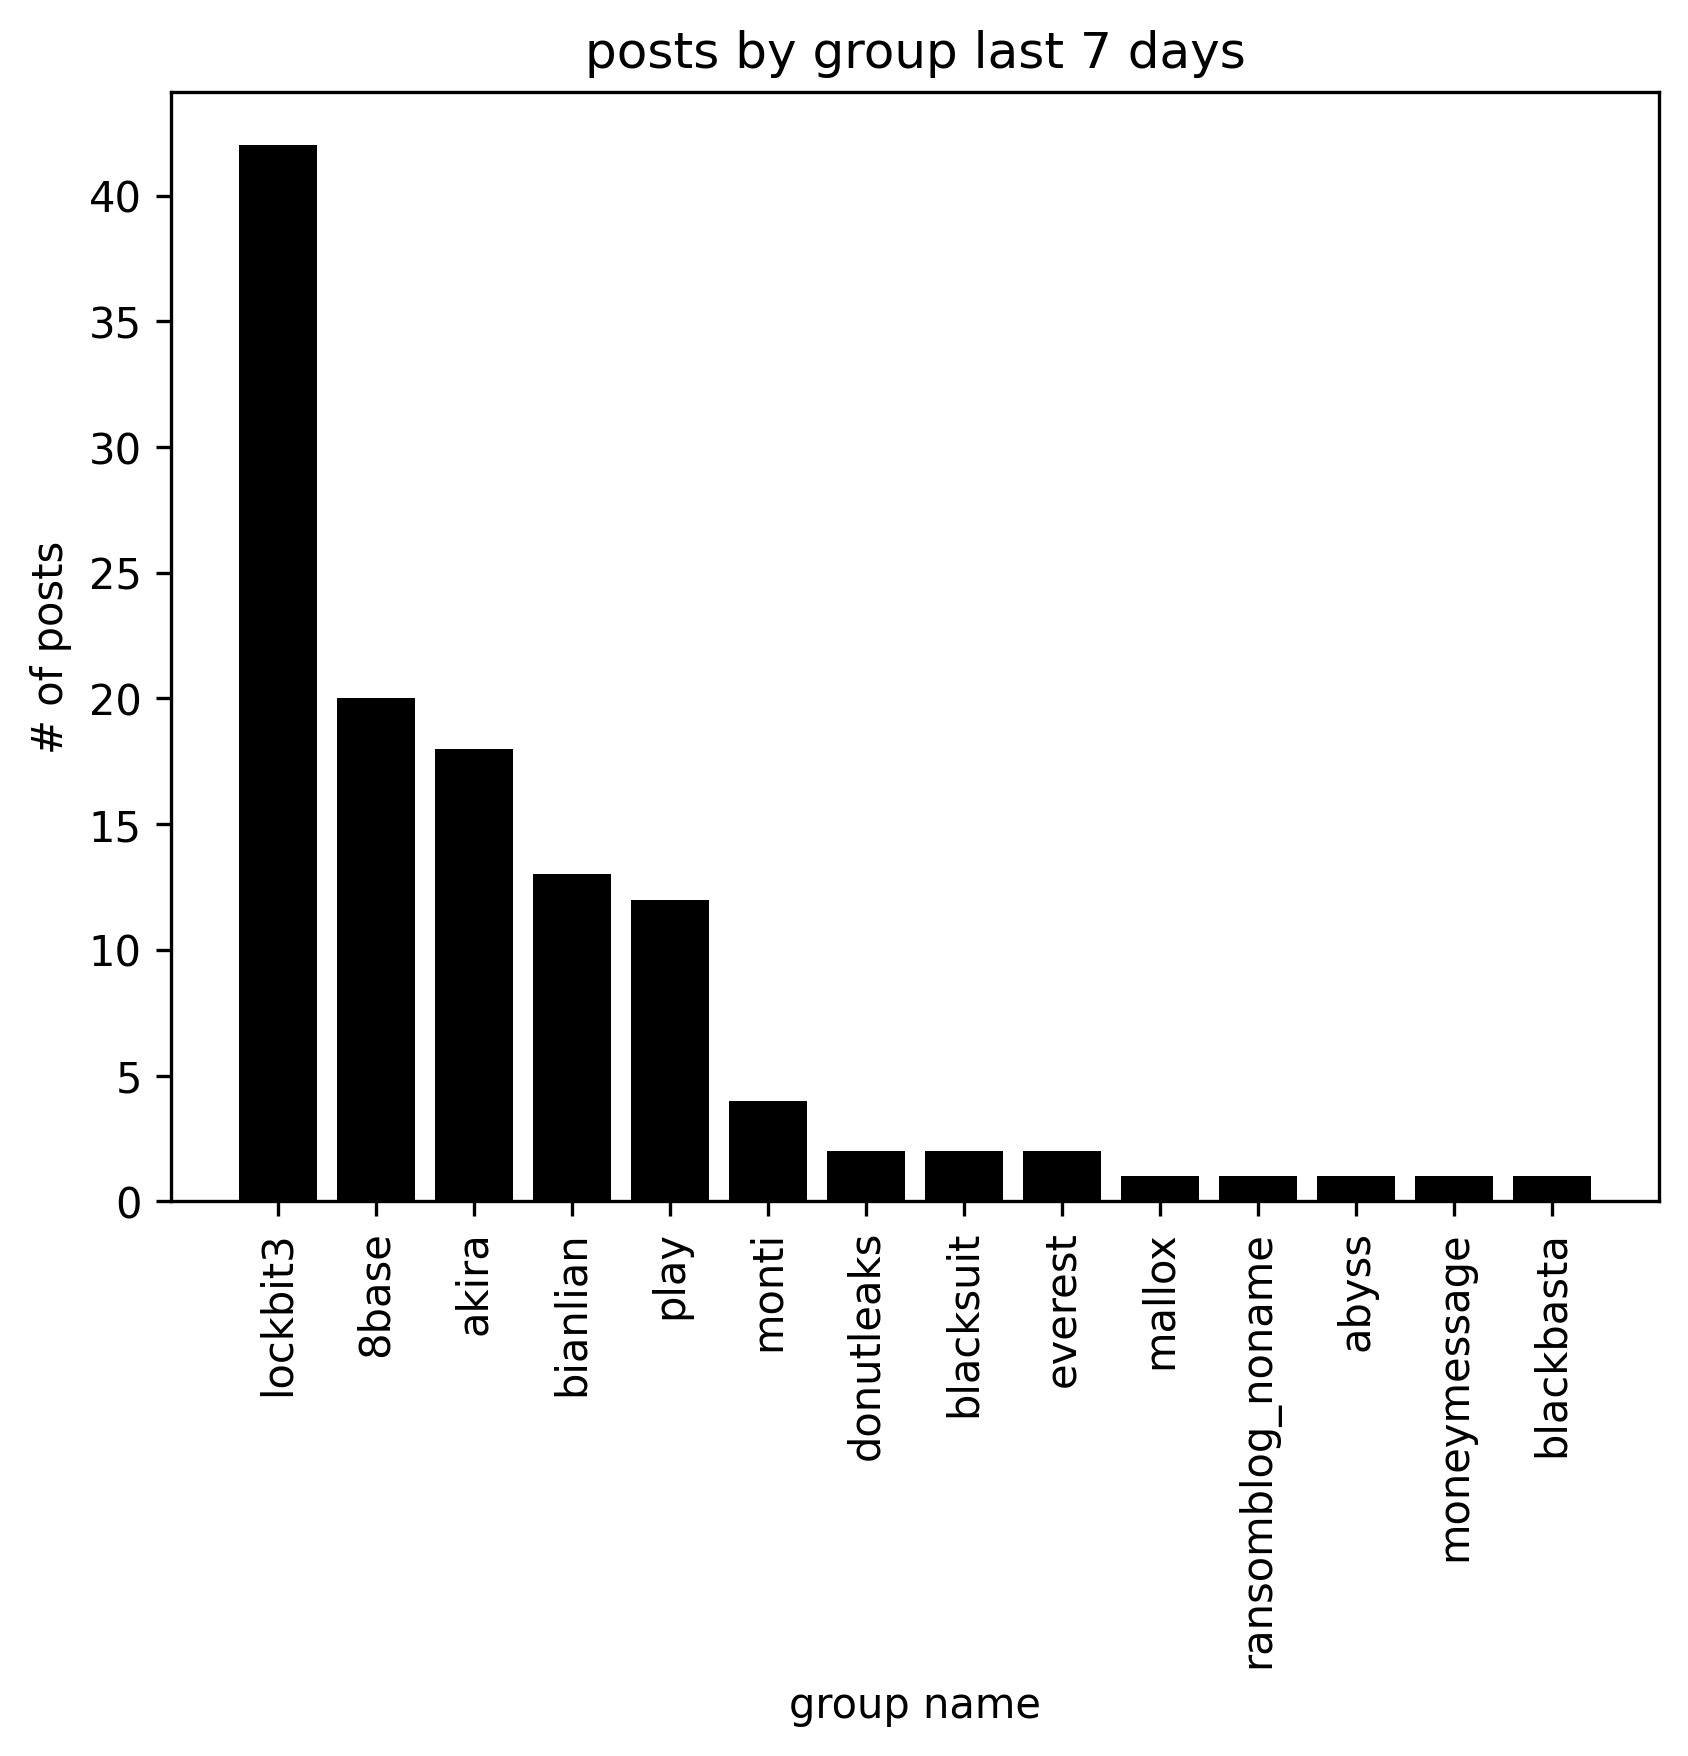 posts by group last 7 days
# of posts
40
35
30
25
20
15
10
5
0
lockbit3
8base
akira
bianlian
play
monti
donutleaks
blacksuit
everest
mallox
ransomblog_noname
abyss
moneymessage
blackbasta
group name